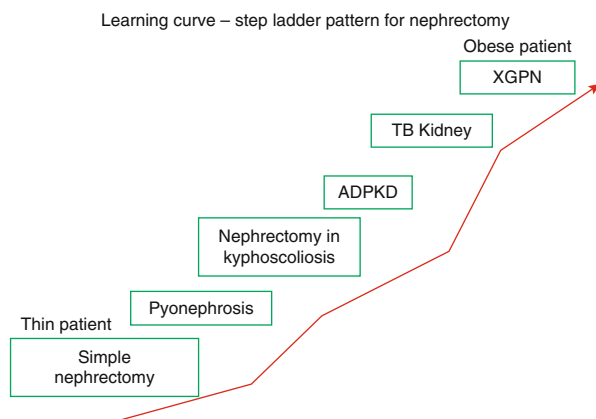 Learning curve – step ladder pattern for nephrectomy
Obese patient
XGPN
TB Kidney
ADPKD
Nephrectomy in
kyphoscoliosis
Pyonephrosis
Thin patient
Simple
nephrectomy